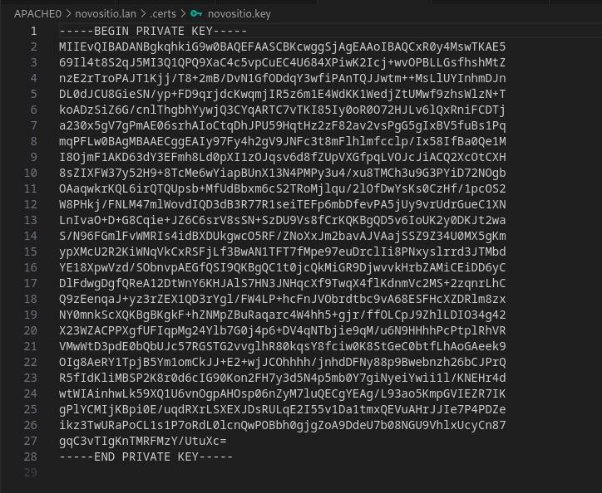 APACHE0 > novositio.lan > .certs > novositio.key
1 -----BEGIN PRIVATE KEY-----
2 MIIEvQIBADANBgkqhkiG9w0BAQEFAASCBKcwggSjAgEAAoIBAQCxR0y4MswTKAE5
3 69Il4t8S2qJ5MI3Q1PQ9XaC4c5vpCuEC4U684XPiwK2Icj+wvOPBLLGsfhshMtZ
4 nzE2rTroPAJT1Kjj/T8+2mB/DvN1GfODdqY3wfiPAnTQJJwtm++MsLlUYInhmDJn
5 DL0dJCU8GieSN/yp+FD9qrjdcKwqmjIR5z6m1E4WdKK1WedjZtUMwf9zhsWlzN+T
6 koADzSiZ6G/cnlThgbhYywjQ3CYqARTC7vTKI85Iy0oR0O72HJLv6lQxRniFCDTj
7 a230x5gV7gPmAE06srhAIoCtqDhJPU59HqtHz2zF82av2vsPgG5gIxBV5fuBs1Pq
8 mqPFLw0BAgMBAAECggEAIy97Fy4h2gV9JNFc3t8mFlhlmfcclp/Ix58IfBa0Qe1M
9 I8OjmF1AKD63dY3EFmh8Ld0pXI1zOJqsv6d8fZUpVXGfpqLVOJcJiACQ2XcOtCXH
10 8sZIXFW37y52H9+8TcMe6wYiapBUnX13N4PMPy3u4/xu8TMCh3u9G3PYiD72NOgb
11 OAaqwkrKQL6irQTQUpsb+MfUdBbxm6cS2TRoMjlqu/2lOfDwYsKs0CzHf/1pcOS2
12 W8PHkj/FNLM47mlWovdIQD3dB3R77R1seiTEFp6mbDfevPA5jUy9vrUdrGueC1XN
13 LnIvaO+D+G8Cqie+JZ6C6srV8sSN+SzDU9Vs8fCrKQKBgQD5v6IoUK2y0DKJt2wa
14 S/N96FGmlFvWMRIs4idBXDUkgwcO5RF/ZNoXxJm2bavAJVAajSSZ9Z34U0MX5gKm
15 ypXMcU2R2KiWNqVkCxRSFjLf3BwAN1TFT7fMpe97euDrclIi8PNxyslrrd3JTMbd
16 YE18XpwVzd/SObnvpAEGfQSI9QKBgQC1t0jcQkMiGR9DjwvvkHrbZAMiCEiDD6yC
17 DlFdwgDgfQReA12DtWnY6KHJAlS7HN3JNHqcXf9TwqX4flKdnmVc2MS+2zqnrLhC
18 Q9zEenqaJ+yz3rZEX1QD3rYgl/FW4LP+hcFnJVObrdtbc9vA68ESFHcXZDRlm8zx
19 NY0mnkScXQKBgBKgkF+hZNMpZBuRaqarc4W4hh5+gjr/ffOLCpJ9ZhlLDIO34g42
20 X23WZACPPXgfUFIqpMg24Ylb7G0j4p6+DV4qNTbjie9qM/u6N9HHhhPcPtplRhVR
21 VMwWtD3pdE0bQbUJc57RGSTG2vvglhR80kqsY8fciw0K8StGeC0btfLhAoGAeek9
22 OIg8AeRY1TpjB5Ym1omCkJJ+E2+wjJCOhhhh/jnhdDFNy88p9Bwebnzh26bCJPrQ
23 R5fIdKliMBSP2K8r0d6cIG90Kon2FH7y3d5N4p5mb0Y7giNyeiYwii1l/KNEHr4d
24 wtWIAinhwLk59XQ1U6vnOgpAHOsp06nZyM7luQECgYEAg/L93ao5KmpGVIEZR7IK
25 gPlYCMIjKBpi0E/uqdRXrLSXEXJDsRULqE2I55v1Da1tmxQEVuAHrJJIe7P4PDZe
26 ikz3TwURaPoCL1s1P7oRdL0lcnQwPOBbh0gjgZoA9DdeU7b08NGU9VhlxUcyCn87
27 gqC3vTIgKnTMRFMzY/UtuXc=
28 -----END PRIVATE KEY-----
29